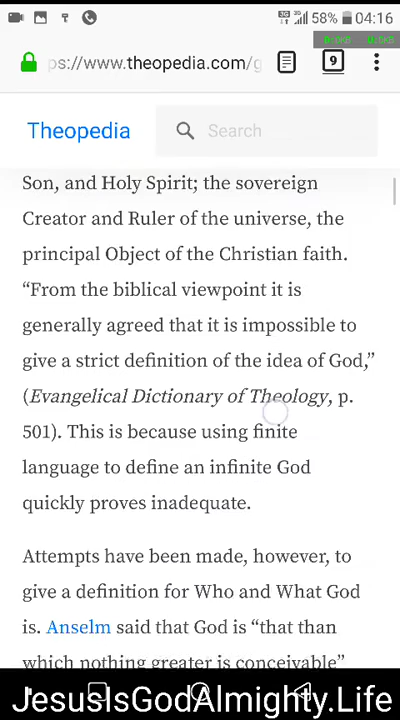 58% 04:16
ps://www.theopedia.com/g
9
Theopedia
Search
Son, and Holy Spirit; the sovereign
Creator and Ruler of the universe, the
principal Object of the Christian faith.
“From the biblical viewpoint it is
generally agreed that it is impossible to
give a strict definition of the idea of God,”
(Evangelical Dictionary of Theology, p.
501). This is because using finite
language to define an infinite God
quickly proves inadequate.
Attempts have been made, however, to
give a definition for Who and What God
is. Anselm said that God is “that than
which nothing greater is conceivable”
JesusIsGodAlmighty.Life